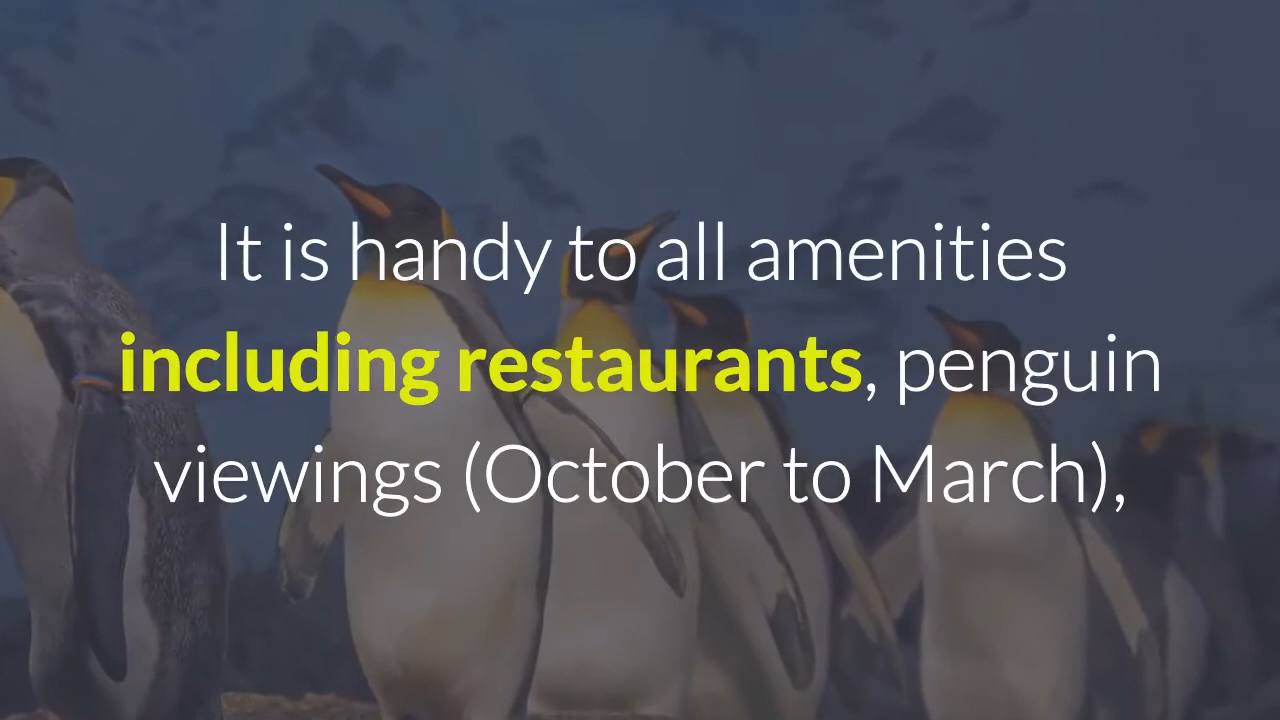 It is handy to all amenities
including restaurants, penguin
viewings (October to March),